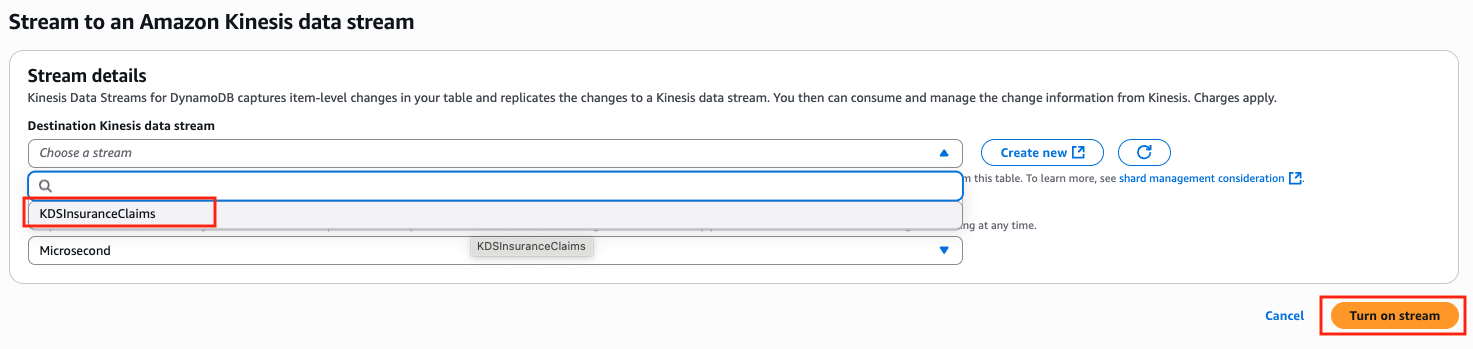 Stream to an Amazon Kinesis data stream
Stream details
Kinesis Data Streams for DynamoDB captures item-level changes in your table and replicates the changes to a Kinesis data stream. You then can consume and manage the change information from Kinesis. Charges apply.
Destination Kinesis data stream
Choose a stream
Create new
this table. To learn more, see shard management consideration.
KDSInsuranceClaims
at any time.
Microsecond
KDSInsuranceClaims
Cancel
Turn on stream